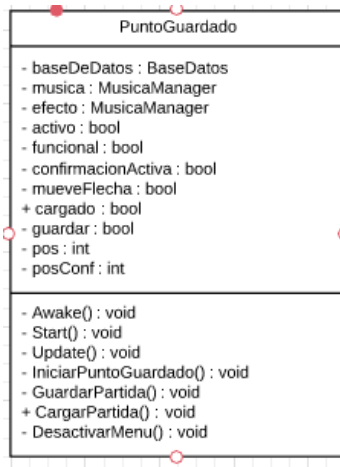 PuntoGuardado
- baseDeDatos : BaseDatos
- musica : MusicaManager
- efecto : MusicaManager
- activo : bool
- funcional : bool
- confirmacionActiva : bool
- mueveFlecha : bool
+ cargado : bool
- guardar : bool
- pos : int
- posConf : int
- Awake() : void
- Start() : void
- Update() : void
- IniciarPuntoGuardado() : void
- GuardarPartida() : void
+ CargarPartida() : void
- DesactivarMenu() : void